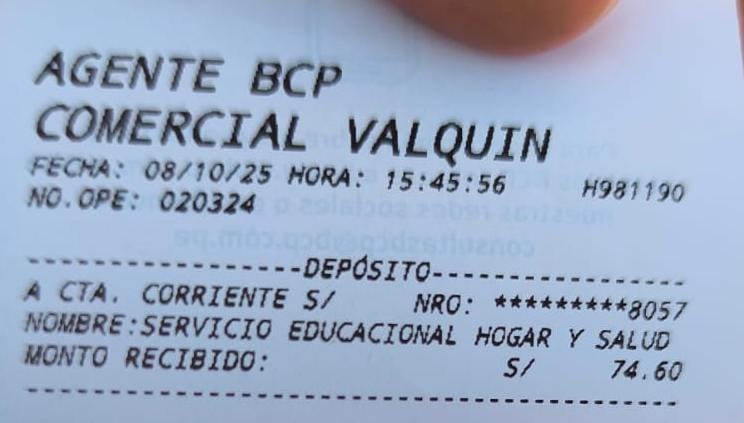 AGENTE BCP
COMERCIAL VALQUIN
FECHA: 08/10/25 HORA: 15:45:56 H981190
NO.OPE: 020324
-----------------DEPÓSITO-----------------
A CTA. CORRIENTE S/ NRO: *********8057
NOMBRE:SERVICIO EDUCACIONAL HOGAR Y SALUD
MONTO RECIBIDO: S/ 74.60
------------------------------------------